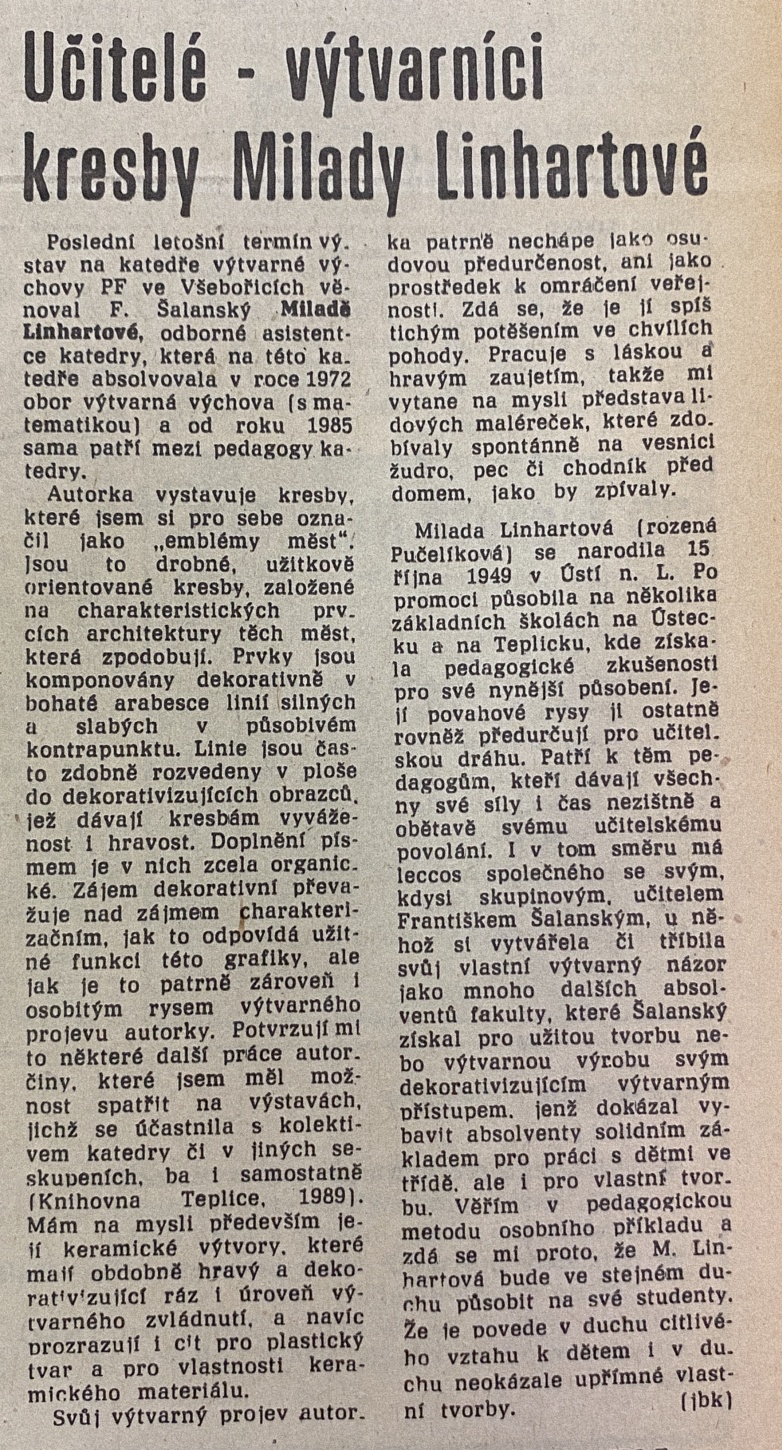 Učitelé - výtvarníci
kresby Milady Linhartové
Poslední letošní termín vý-
stav na katedře výtvarné vý-
chovy PF ve Všebořicích vě-
noval F. Šalanský Miladě
Linhartové, odborné asistent-
ce katedry, která na této ka-
tedře absolvovala v roce 1972
obor výtvarná výchova (s ma-
tematikou) a od roku 1985
sama patří mezi pedagogy ka-
tedry.
Autorka vystavuje kresby,
které jsem si pro sebe ozna-
čil jako „emblémy měst“.
Jsou to drobné, užitkově
orientované kresby, založené
na charakteristických prv-
cích architektury těch měst,
která zpodobují. Prvky jsou
komponovány dekorativně v
bohaté arabesce linií silných
a slabých v působivém
kontrapunktu. Linie jsou čas-
to zdobně rozvedeny v ploše
do dekorativizujících obrazců,
jež dávají kresbám vyváže-
nost i hravost. Doplnění pís-
mem je v nich zcela organic-
ké. Zájem dekorativní převa-
žuje nad zájmem charakteri-
začním, jak to odpovídá užit-
né funkci této grafiky, ale
jak je to patrně zároveň i
osobitým rysem výtvarného
projevu autorky. Potvrzují mi
to některé další práce autor-
činy, které jsem měl mož-
nost spatřit na výstavách,
jichž se účastnila s kolekti-
vem katedry či v jiných se-
skupeních, ba i samostatně
(Knihovna Teplice, 1989).
Mám na mysli především je-
jí keramické výtvory, které
mají obdobně hravý a deko-
rativizující ráz i úroveň vý-
tvarného zvládnutí, a navíc
prozrazují i cit pro plastický
tvar a pro vlastnosti kera-
mického materiálu.
Svůj výtvarný projev autor-
ka patrně nechápe jako osu-
dovou předurčenost, ani jako
prostředek k omráčení veřej-
nosti. Zdá se, že je jí spíš
tichým potěšením ve chvílích
pohody. Pracuje s láskou a
hravým zaujetím, takže mi
vytane na mysli představa li-
dových maléreček, které zdo-
bívaly spontánně na vesnici
žudro, pec či chodník před
domem, jako by zpívaly.
Milada Linhartová (rozená
Pučelíková) se narodila 15
října 1949 v Ústí n. L. Po
promoci působila na několika
základních školách na Ústec-
ku a na Teplicku, kde získa-
la pedagogické zkušenosti
pro své nynější působení. Je-
jí povahové rysy ji ostatně
rovněž předurčují pro učitel-
skou dráhu. Patří k těm pe-
dagogům, kteří dávají všech-
ny své síly i čas nezištně a
obětavě svému učitelskému
povolání. I v tom směru má
leccos společného se svým,
kdysi skupinovým, učitelem
Františkem Šalanským, u ně-
hož si vytvářela či tříbila
svůj vlastní výtvarný názor
jako mnoho dalších absol-
ventů fakulty, které Šalanský
získal pro užitou tvorbu ne-
bo výtvarnou výrobu svým
dekorativizujícím výtvarným
přístupem, jenž dokázal vy-
bavit absolventy solidním zá-
kladem pro práci s dětmi ve
třídě, ale i pro vlastní tvor-
bu. Věřím v pedagogickou
metodu osobního příkladu a
zdá se mi proto, že M. Lin-
hartová bude ve stejném du-
chu působit na své studenty.
Že je povede v duchu citlivé-
ho vztahu k dětem i v du-
chu neokázale upřímné vlast-
ní tvorby. (jbk)